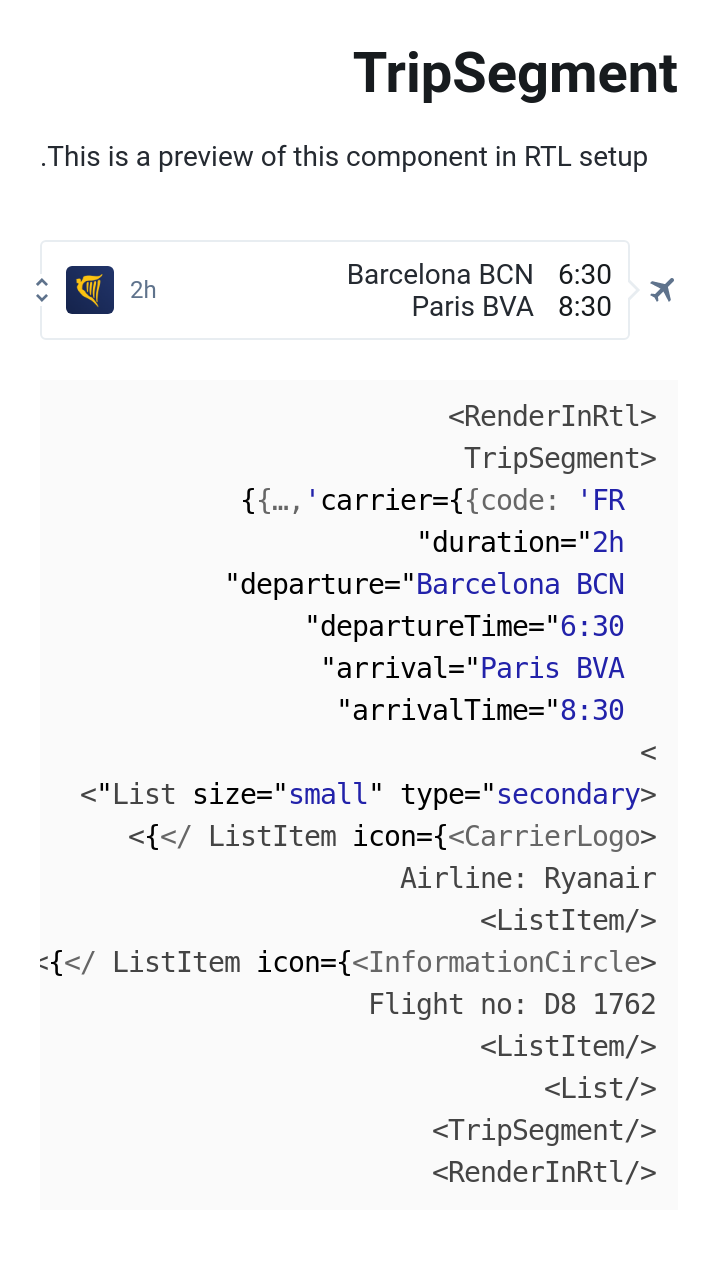 TripSegment
.This is a preview of this component in RTL setup
2h
Barcelona BCN 6:30
Paris BVA 8:30
<RenderInRtl>
TripSegment>
{{…,'carrier={{code: 'FR
"duration="2h
"departure="Barcelona BCN
"departureTime="6:30
"arrival="Paris BVA
"arrivalTime="8:30
<
<"List size="small" type="secondary>
<{</ ListItem icon={<CarrierLogo>
Airline: Ryanair
<ListItem/>
<{</ ListItem icon={<InformationCircle>
Flight no: D8 1762
<ListItem/>
<List/>
<TripSegment/>
<RenderInRtl/>